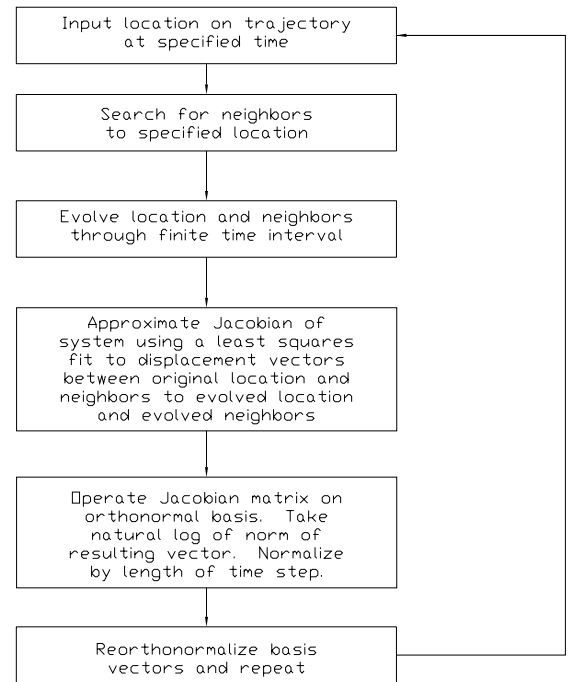 Input location on trajectory
at specified time
Search for neighbors
to specified location
Evolve location and neighbors
through finite time interval
Approximate Jacobian of
system using a least squares
fit to displacement vectors
between original location and
neighbors to evolved location
and evolved neighbors
Operate Jacobian matrix on
orthonormal basis. Take
natural log of norm of
resulting vector. Normalize
by length of time step.
Reorthonormalize basis
vectors and repeat